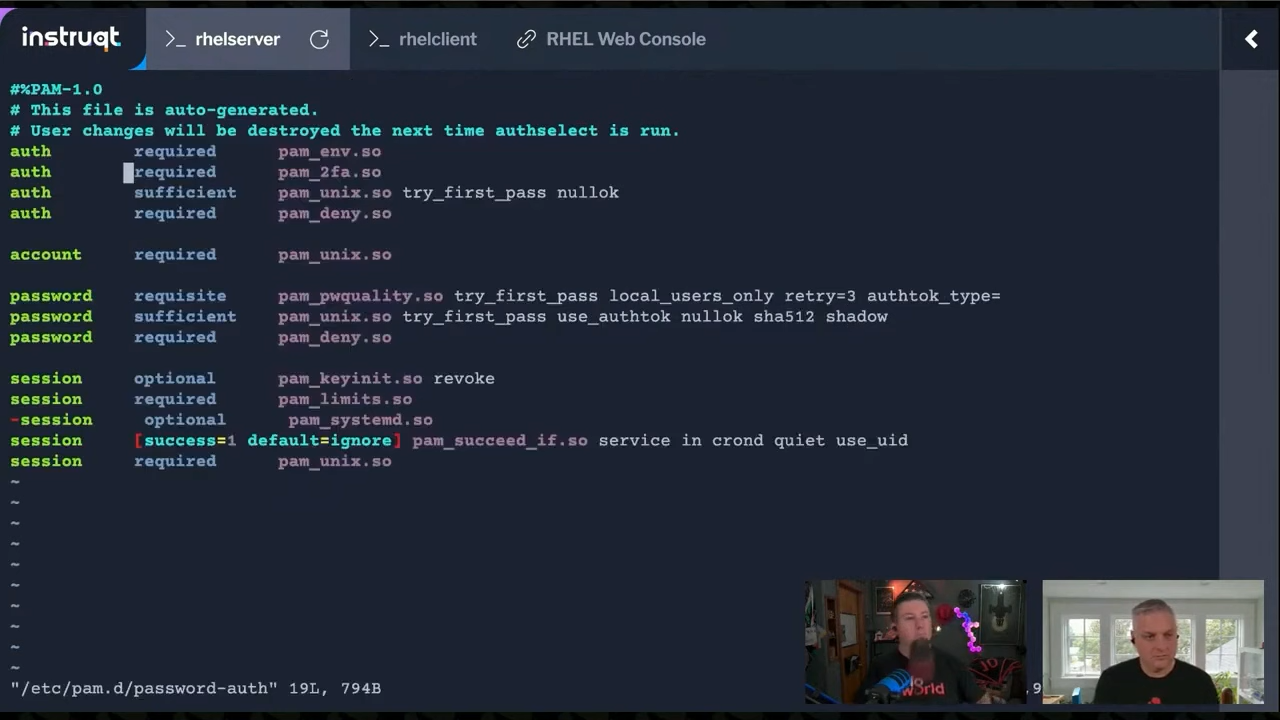 instruqt >_ rhelserver >_ rhelclient RHEL Web Console
#%PAM-1.0
# This file is auto-generated.
# User changes will be destroyed the next time authselect is run.
auth required pam_env.so
auth required pam_2fa.so
auth sufficient pam_unix.so try_first_pass nullok
auth required pam_deny.so
account required pam_unix.so
password requisite pam_pwquality.so try_first_pass local_users_only retry=3 authtok_type=
password sufficient pam_unix.so try_first_pass use_authtok nullok sha512 shadow
password required pam_deny.so
session optional pam_keyinit.so revoke
session required pam_limits.so
-session optional pam_systemd.so
session [success=1 default=ignore] pam_succeed_if.so service in crond quiet use_uid
session required pam_unix.so
~
~
~
~
~
~
~
~
~
~
"/etc/pam.d/password-auth" 19L, 794B